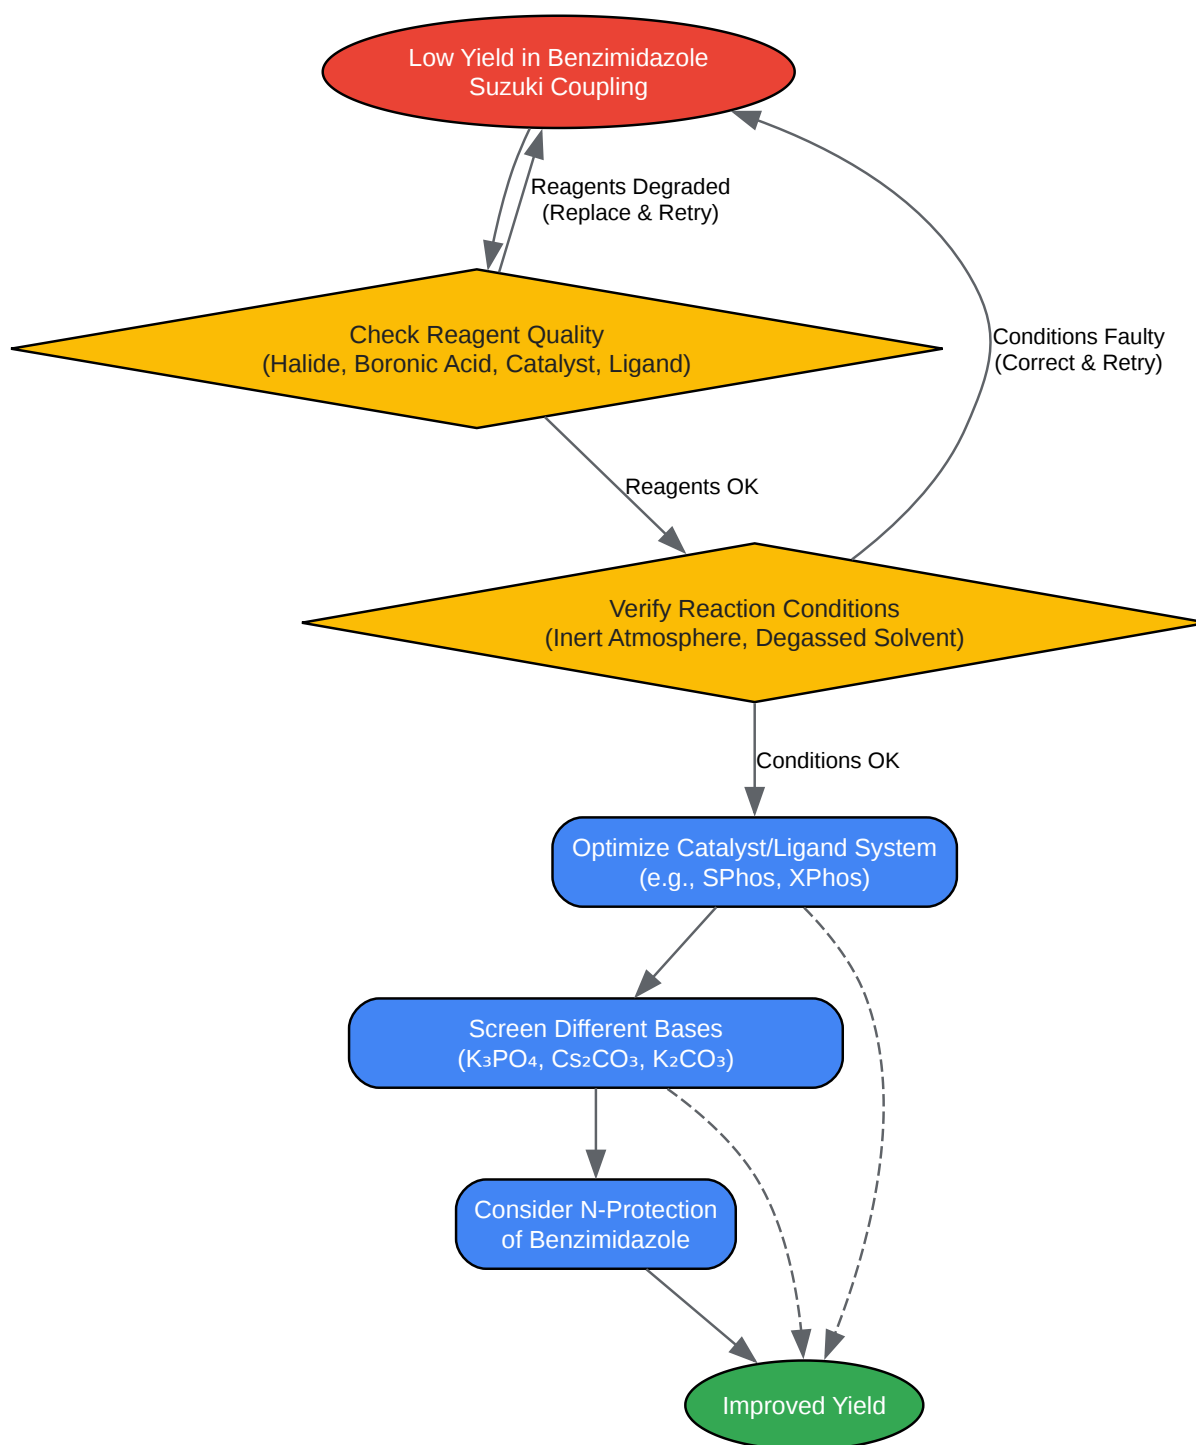 Low Yield in Benzimidazole
Suzuki Coupling
Reagents Degraded
(Replace & Retry)
Check Reagent Quality
(Halide, Boronic Acid, Catalyst, Ligand)
Conditions Faulty
(Correct & Retry)
Reagents OK
Verify Reaction Conditions
(Inert Atmosphere, Degassed Solvent)
Conditions OK
Optimize Catalyst/Ligand System
(e.g., SPhos, XPhos)
Screen Different Bases
(K₃PO₄, Cs₂CO₃, K₂CO₃)
Consider N-Protection
of Benzimidazole
Improved Yield